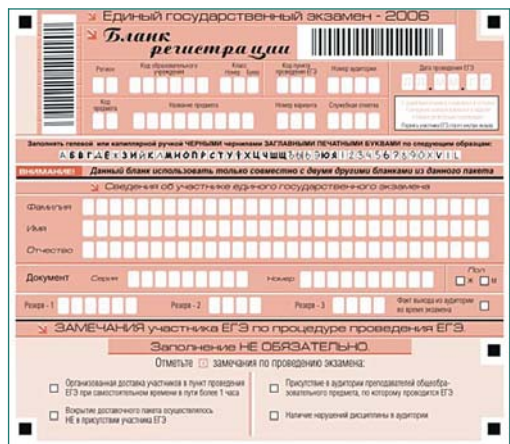 Единый государственный экзамен - 2006
Бланк
регистрации
Регион
Код образовательного учреждения
Класс
Номер Буква
Код пункта проведения ЕГЭ
Номер аудитории
Дата проведения ЕГЭ
Код предмета
Название предмета
Номер варианта
Служебная отметка
Заполнять гелевой или капиллярной ручкой ЧЕРНЫМИ чернилами ЗАГЛАВНЫМИ ПЕЧАТНЫМИ БУКВАМИ по следующим образцам:
АБВГДЕЁЖЗИЙКЛМНОПРСТУФХЦЧШЩЪЫЬЭЮЯ1234567890XVIL
ВНИМАНИЕ! Данный бланк использовать только совместно с двумя другими бланками из данного пакета
Сведения об участнике единого государственного экзамена
Фамилия
Имя
Отчество
Документ Серия Номер
Пол
Ж М
Резерв - 1 Резерв - 2 Резерв - 3
Факт выхода из аудитории
во время экзамена
ЗАМЕЧАНИЯ участника ЕГЭ по процедуре проведения ЕГЭ.
Заполнение НЕ ОБЯЗАТЕЛЬНО.
Отметьте замечания по проведению экзамена:
Организованная доставка участников в пункт проведения
ЕГЭ при самостоятельном времени в пути более 1 часа
Вскрытие доставочного пакета осуществлялось
НЕ в присутствии участника ЕГЭ
Присутствие в аудитории преподавателей общеобра-
зовательного предмета, по которому проводится ЕГЭ
Наличие нарушений дисциплины в аудитории